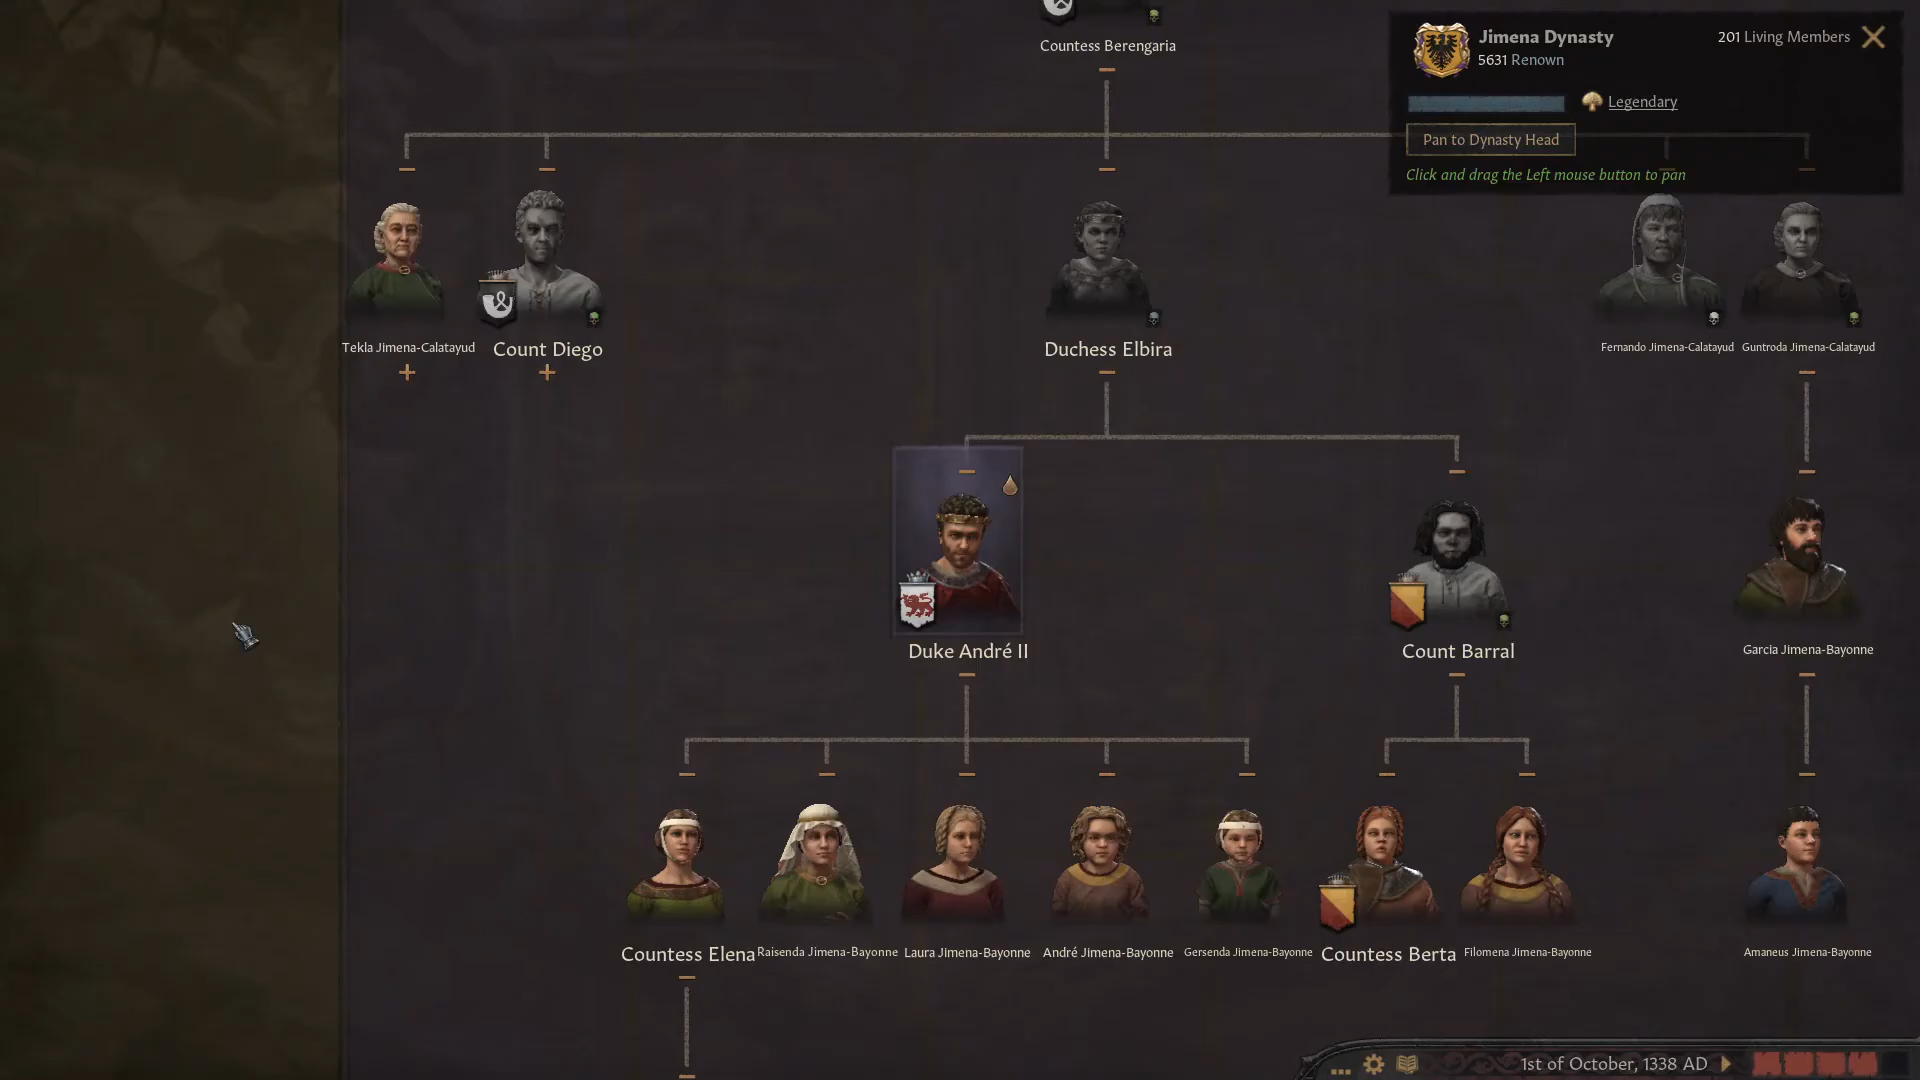 Countess Berengaria
Jimena Dynasty
201 Living Members
5631 Renown
Legendary
Pan to Dynasty Head
Click and drag the Left mouse button to pan
Tekla Jimena-Calatayud
Count Diego
Duchess Elbira
Fernando Jimena-Calatayud
Guntroda Jimena-Calatayud
Duke André II
Count Barral
Garcia Jimena-Bayonne
Countess Elena
Raisenda Jimena-Bayonne
Laura Jimena-Bayonne
André Jimena-Bayonne
Gersenda Jimena-Bayonne
Countess Berta
Filomena Jimena-Bayonne
Amaneus Jimena-Bayonne
1st of October, 1338 AD